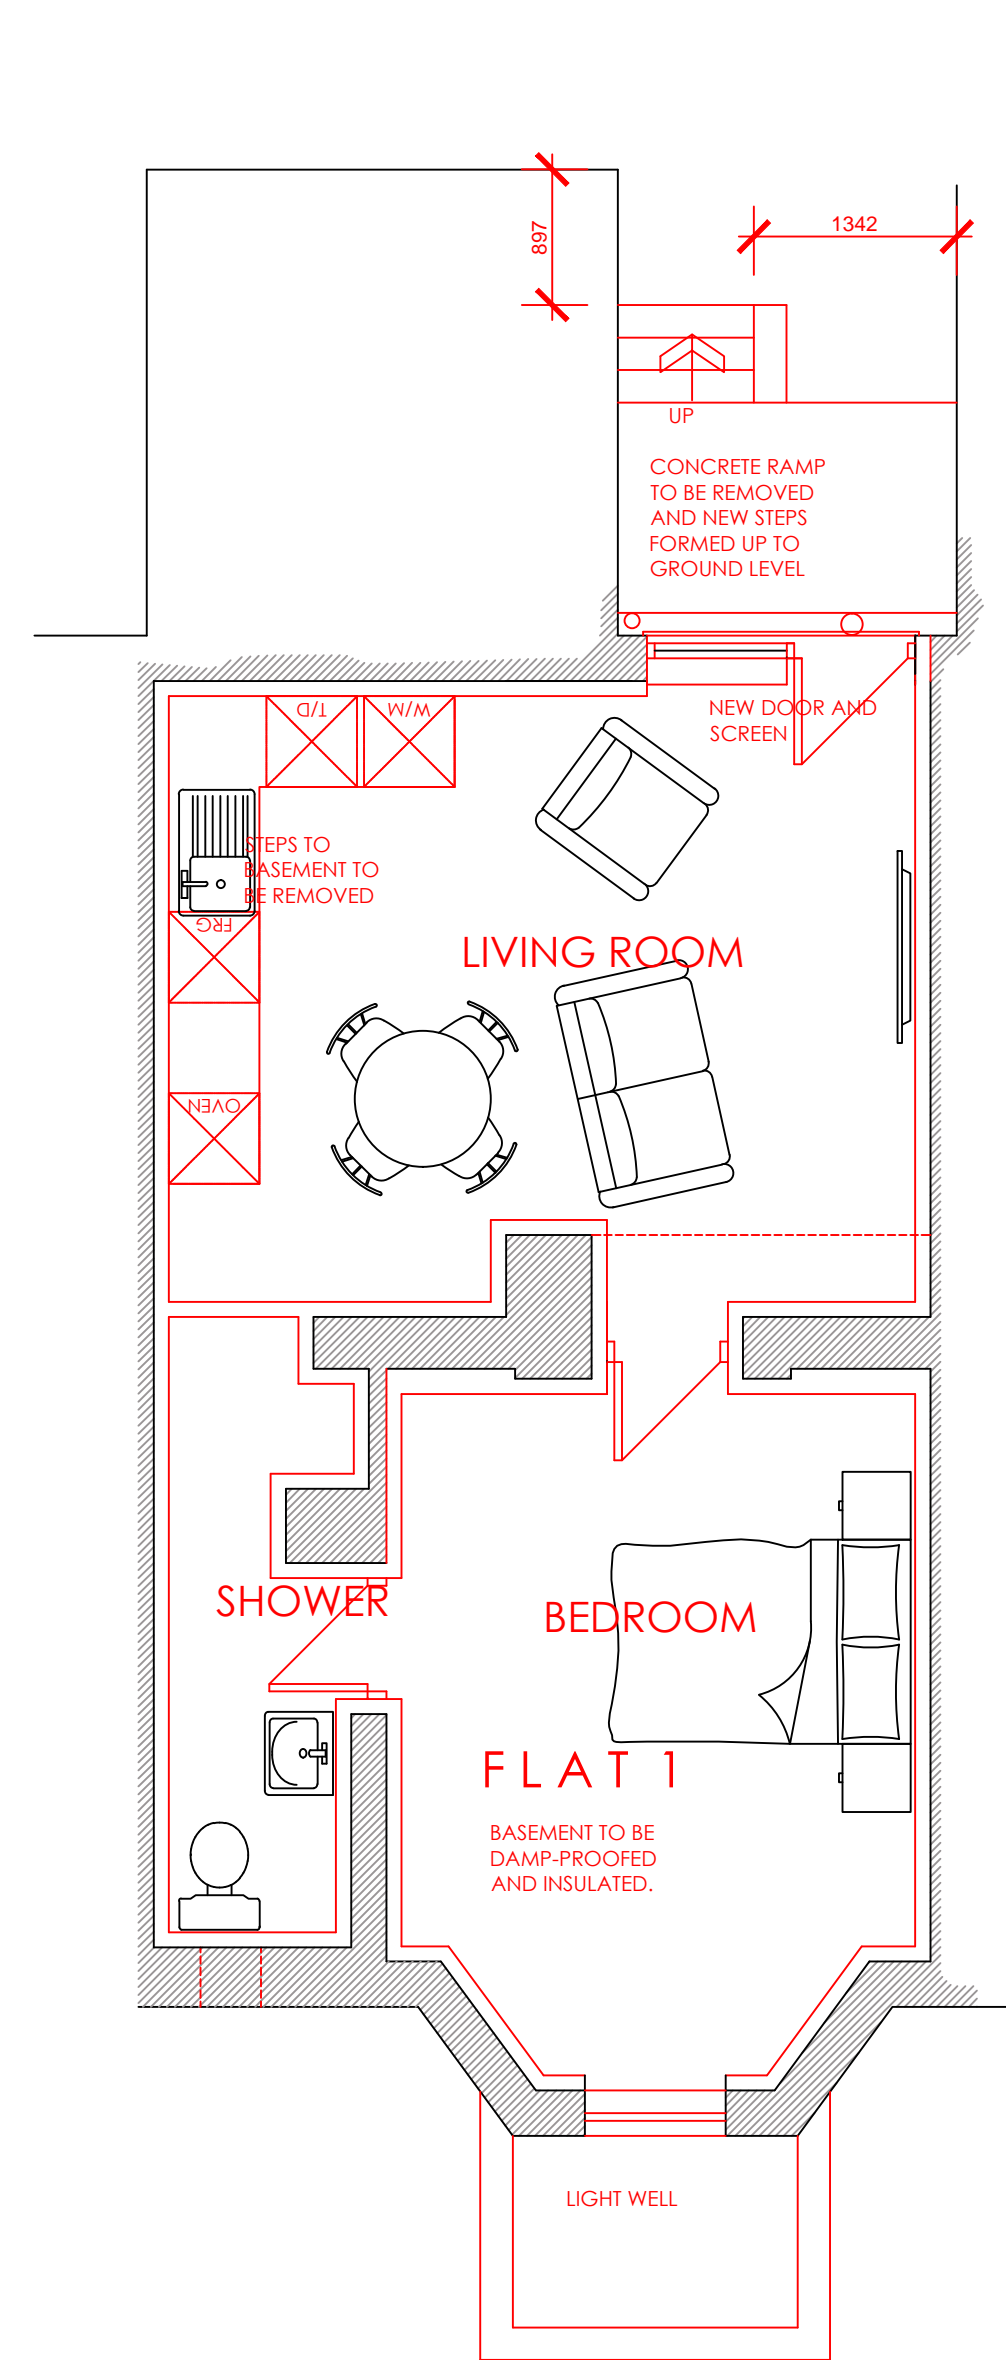 897
1342
UP
CONCRETE RAMP
TO BE REMOVED
AND NEW STEPS
FORMED UP TO
GROUND LEVEL
T/D
W/M
NEW DOOR AND
SCREEN
STEPS TO
BASEMENT TO
BE REMOVED
FRG
LIVING ROOM
OVEN
SHOWER
BEDROOM
FLAT 1
BASEMENT TO BE
DAMP-PROOFED
AND INSULATED.
LIGHT WELL